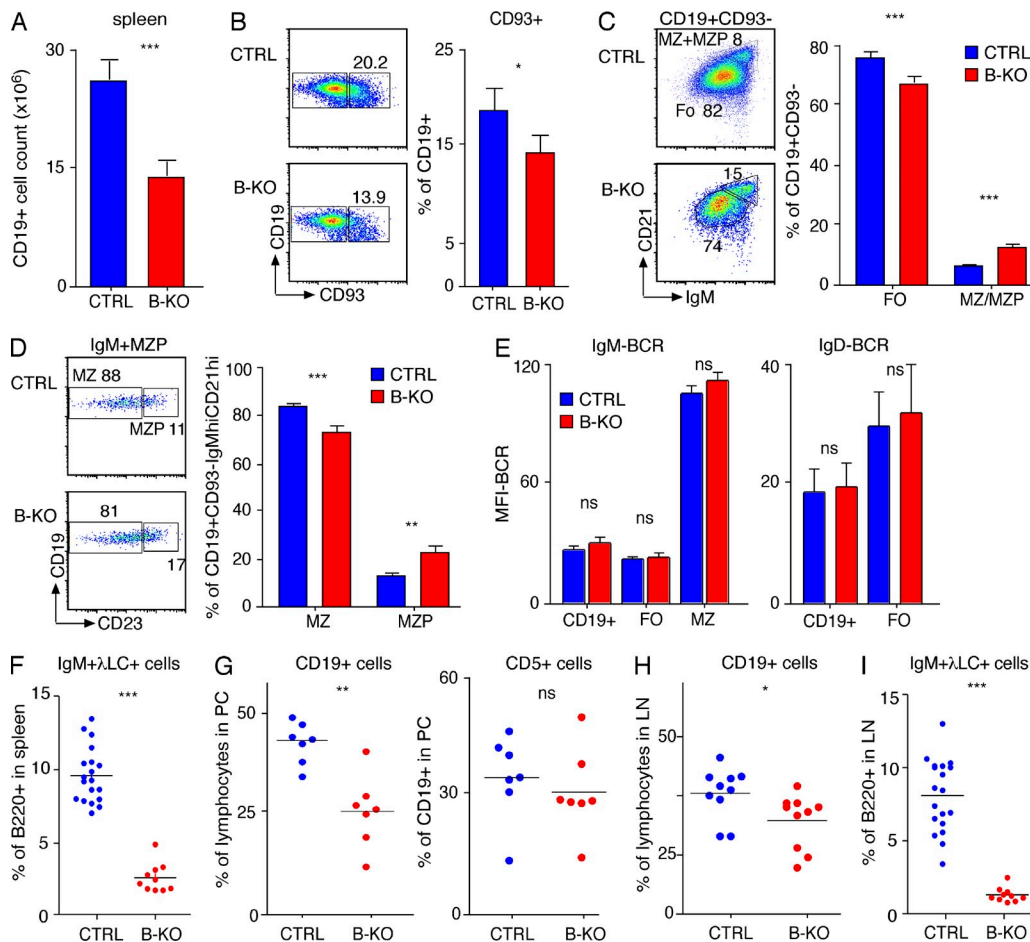 A
spleen
CD19+ cell count (x10⁶)
30
15
0
***
CTRL
B-KO
B
CTRL
20.2
B-KO
13.9
CD19
CD93
CD93+
% of CD19+
25
15
0
*
CTRL B-KO
C
CD19+CD93-
CTRL
MZ+MZP 8
Fo 82
B-KO
15
74
CD21
IgM
% of CD19+CD93-
80
60
40
20
0
***
***
FO
MZ/MZP
CTRL
B-KO
D
IgM+MZP
CTRL
MZ 88
MZP 11
B-KO
81
17
CD19
CD23
% of CD19+CD93-IgMhiCD21hi
100
80
60
40
20
0
***
**
MZ
MZP
CTRL
B-KO
E
IgM-BCR
MFI-BCR
120
60
0
CTRL
B-KO
ns
ns
ns
CD19+
FO
MZ
IgD-BCR
40
20
0
ns
ns
CD19+
FO
F
IgM+λLC+ cells
% of B220+ in spleen
15
10
5
0
***
CTRL
B-KO
G
CD19+ cells
% of lymphocytes in PC
50
25
0
**
CTRL
B-KO
CD5+ cells
% of CD19+ in PC
60
30
0
ns
CTRL
B-KO
H
CD19+ cells
% of lymphocytes in LN
50
25
0
*
CTRL
B-KO
I
IgM+λLC+ cells
% of B220+ in LN
15
10
5
0
***
CTRL
B-KO